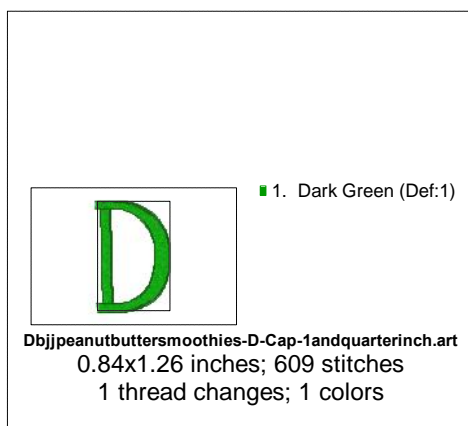 1. Dark Green (Def:1)
D
Dbjjpeanutbuttersmoothies-D-Cap-1andquarterinch.art
0.84x1.26 inches; 609 stitches
1 thread changes; 1 colors